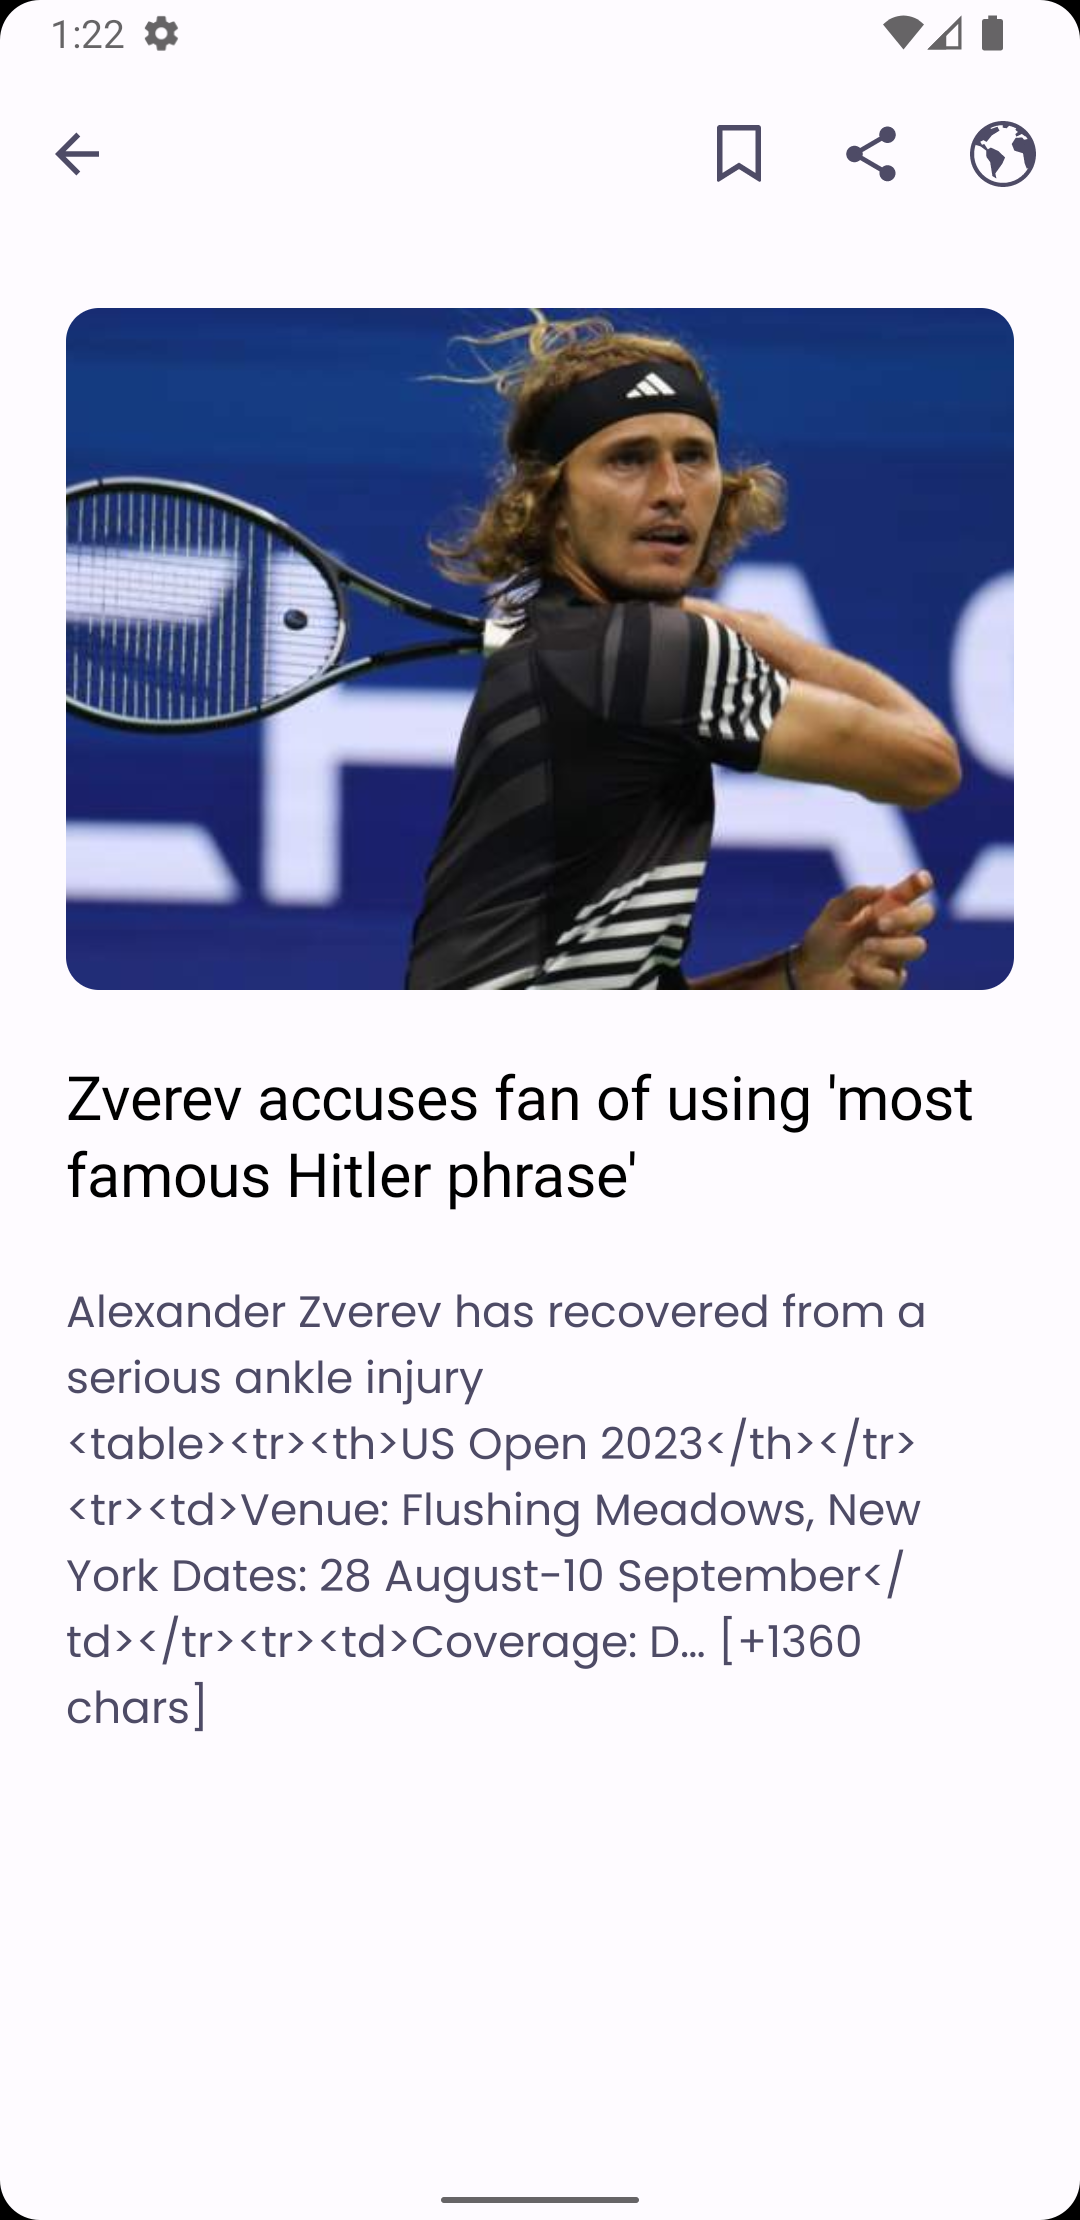 1:22
Zverev accuses fan of using 'most
famous Hitler phrase'
Alexander Zverev has recovered from a
serious ankle injury
<table><tr><th>US Open 2023</th></tr>
<tr><td>Venue: Flushing Meadows, New
York Dates: 28 August-10 September</
td></tr><tr><td>Coverage: D... [+1360
chars]